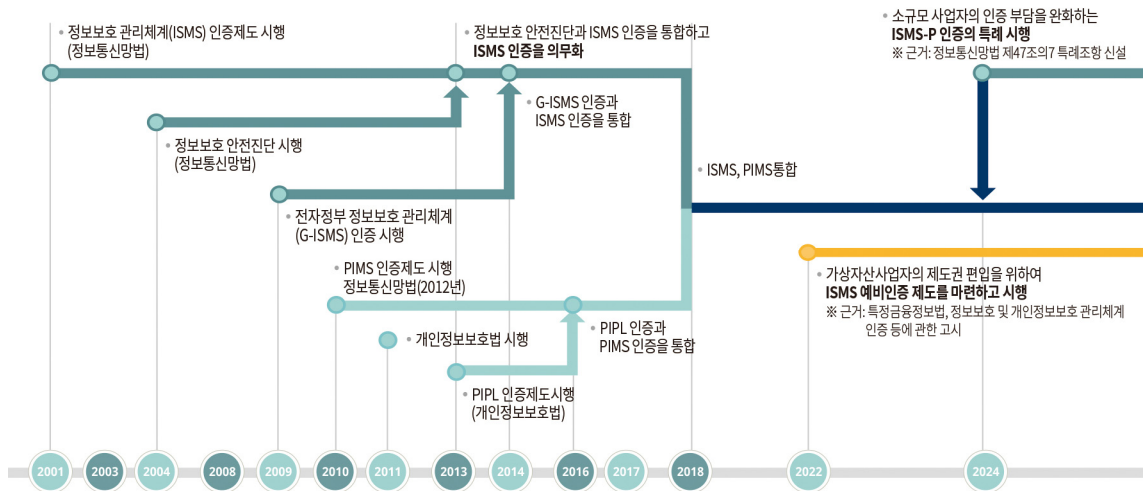 • 정보보호 관리체계(ISMS) 인증제도 시행
(정보통신망법)
• 정보보호 안전진단과 ISMS 인증을 통합하고
ISMS 인증을 의무화
• 소규모 사업자의 인증 부담을 완화하는
ISMS-P 인증의 특례 시행
※ 근거: 정보통신망법 제47조의7 특례조항 신설
• G-ISMS 인증과
ISMS 인증을 통합
• 정보보호 안전진단 시행
(정보통신망법)
• ISMS, PIMS통합
• 전자정부 정보보호 관리체계
(G-ISMS) 인증 시행
• PIMS 인증제도 시행
정보통신망법(2012년)
• 가상자산사업자의 제도권 편입을 위하여
ISMS 예비인증 제도를 마련하고 시행
※ 근거: 특정금융정보법, 정보보호 및 개인정보보호 관리체계
인증 등에 관한 고시
• 개인정보보호법 시행
• PIPL 인증과
PIMS 인증을 통합
• PIPL 인증제도시행
(개인정보보호법)
2001 2003 2004 2008 2009 2010 2011 2013 2014 2016 2017 2018 2022 2024